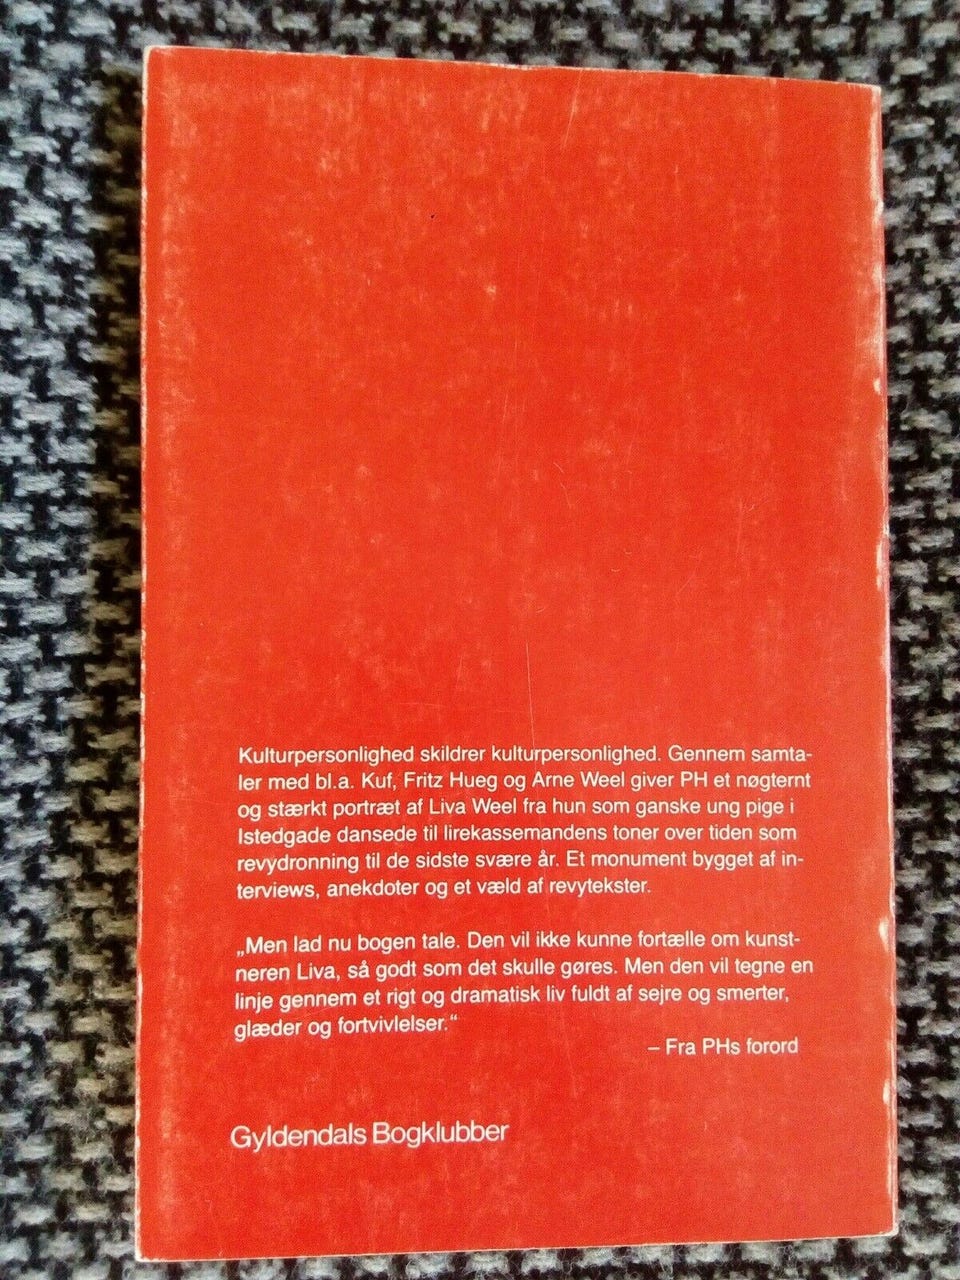 Kulturpersonlighed skildrer kulturpersonlighed. Gennem samta-
ler med bl.a. Kuf, Fritz Hueg og Arne Weel giver PH et nøgternt
og stærkt portræt af Liva Weel fra hun som ganske ung pige i
Istedgade dansede til lirekassemandens toner over tiden som
revydronning til de sidste svære år. Et monument bygget af in-
terviews, anekdoter og et væld af revytekster.
„Men lad nu bogen tale. Den vil ikke kunne fortælle om kunst-
neren Liva, så godt som det skulle gøres. Men den vil tegne en
linje gennem et rigt og dramatisk liv fuldt af sejre og smerter,
glæder og fortvivlelser.“
– Fra PHs forord
Gyldendals Bogklubber